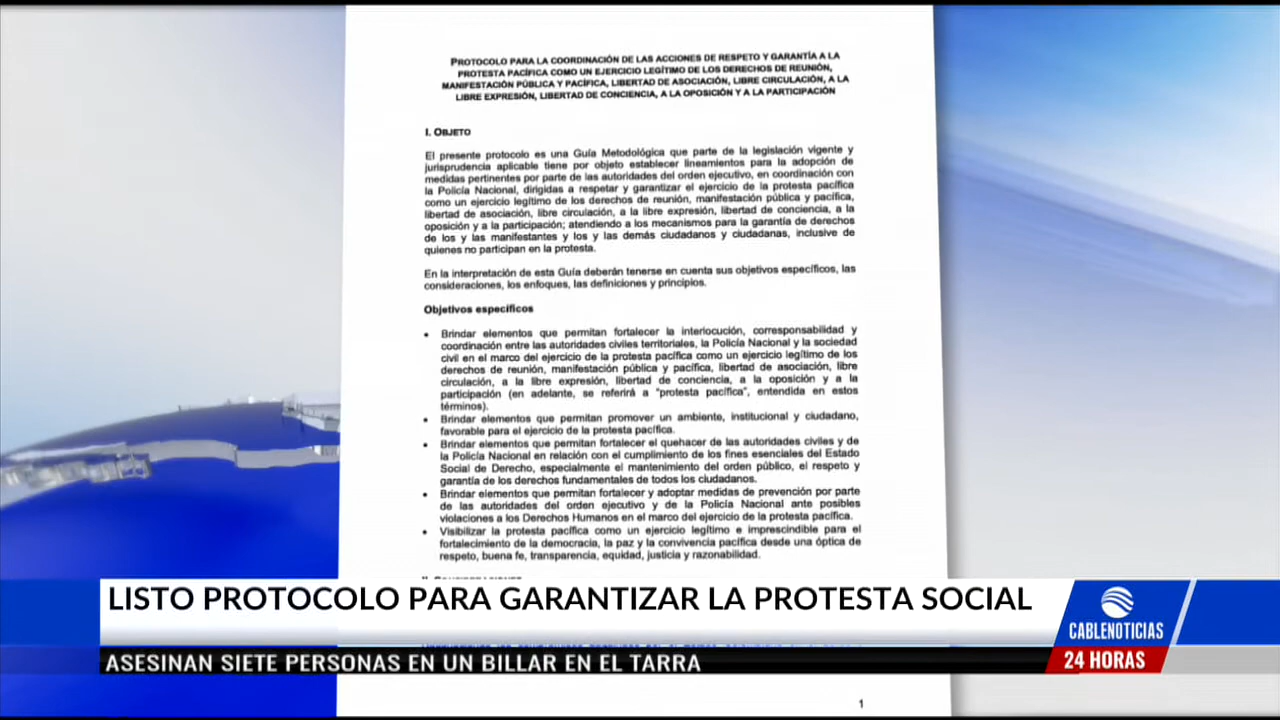 PROTOCOLO PARA LA COORDINACIÓN DE LAS ACCIONES DE RESPETO Y GARANTÍA A LA
PROTESTA PACÍFICA COMO UN EJERCICIO LEGÍTIMO DE LOS DERECHOS DE REUNIÓN,
MANIFESTACIÓN PÚBLICA Y PACÍFICA, LIBERTAD DE ASOCIACIÓN, LIBRE CIRCULACIÓN, A LA
LIBRE EXPRESIÓN, LIBERTAD DE CONCIENCIA, A LA OPOSICIÓN Y A LA PARTICIPACIÓN
I. OBJETO
El presente protocolo es una Guía Metodológica que parte de la legislación vigente y
jurisprudencia aplicable tiene por objeto establecer lineamientos para la adopción de
medidas pertinentes por parte de las autoridades del orden ejecutivo, en coordinación con
la Policía Nacional, dirigidas a respetar y garantizar el ejercicio de la protesta pacífica
como un ejercicio legítimo de los derechos de reunión, manifestación pública y pacífica,
libertad de asociación, libre circulación, a la libre expresión, libertad de conciencia, a la
oposición y a la participación; atendiendo a los mecanismos para la garantía de derechos
de los y las manifestantes y los y las demás ciudadanos y ciudadanas, inclusive de
quienes no participan en la protesta.
En la interpretación de esta Guía deberán tenerse en cuenta sus objetivos específicos, las
consideraciones, los enfoques, las definiciones y principios.
Objetivos específicos
• Brindar elementos que permitan fortalecer la interlocución, corresponsabilidad y
coordinación entre las autoridades civiles territoriales, la Policía Nacional y la sociedad
civil en el marco del ejercicio de la protesta pacífica como un ejercicio legítimo de los
derechos de reunión, manifestación pública y pacífica, libertad de asociación, libre
circulación, a la libre expresión, libertad de conciencia, a la oposición y a la
participación (en adelante, se referirá a "protesta pacífica", entendida en estos
términos).
• Brindar elementos que permitan promover un ambiente, institucional y ciudadano,
favorable para el ejercicio de la protesta pacífica.
• Brindar elementos que permitan fortalecer el quehacer de las autoridades civiles y de
la Policía Nacional en relación con el cumplimiento de los fines esenciales del Estado
Social de Derecho, especialmente el mantenimiento del orden público, el respeto y
garantía de los derechos fundamentales de todos los ciudadanos.
• Brindar elementos que permitan fortalecer y adoptar medidas de prevención por parte
de las autoridades del orden ejecutivo y de la Policía Nacional ante posibles
violaciones a los Derechos Humanos en el marco del ejercicio de la protesta pacífica.
• Visibilizar la protesta pacífica como un ejercicio legítimo e imprescindible para el
fortalecimiento de la democracia, la paz y la convivencia pacífica desde una óptica de
respeto, buena fe, transparencia, equidad, justicia y razonabilidad.
LISTO PROTOCOLO PARA GARANTIZAR LA PROTESTA SOCIAL
CABLENOTICIAS
ASESINAN SIETE PERSONAS EN UN BILLAR EN EL TARRA
24 HORAS
1